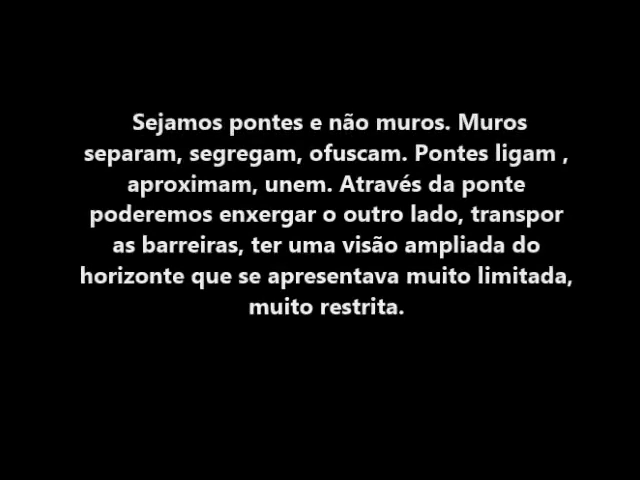 Sejamos pontes e não muros. Muros
separam, segregam, ofuscam. Pontes ligam ,
aproximam, unem. Através da ponte
poderemos enxergar o outro lado, transpor
as barreiras, ter uma visão ampliada do
horizonte que se apresentava muito limitada,
muito restrita.